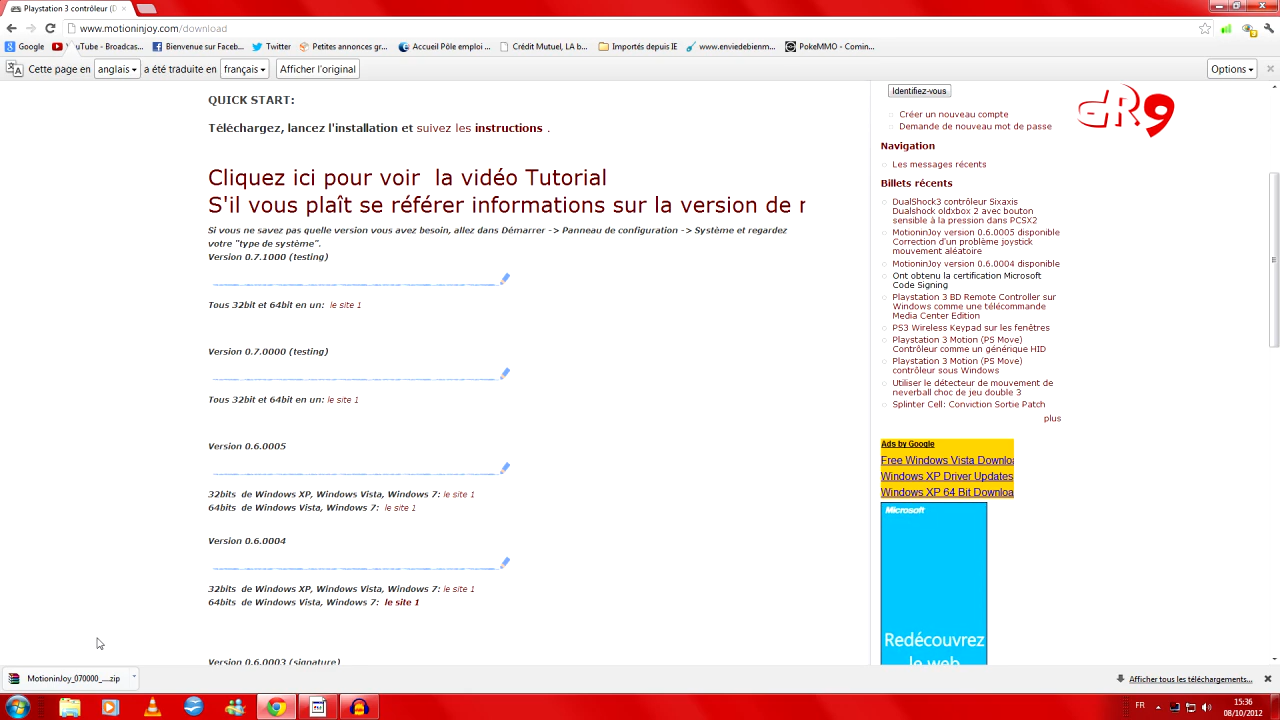 Playstation 3 contrôleur (D
www.motioninjoy.com/download
Google
YouTube - Broadcas...
Bienvenue sur Faceb...
Twitter
Petites annonces gr...
Accueil Pôle emploi ...
Crédit Mutuel, LA b...
Importés depuis IE
www.enviedebienm...
PokeMMO - Comin...
Cette page en anglais a été traduite en français Afficher l'original
Options
QUICK START:
Téléchargez, lancez l'installation et suivez les instructions .
Cliquez ici pour voir la vidéo Tutorial
S'il vous plaît se référer informations sur la version de r
Si vous ne savez pas quelle version vous avez besoin, allez dans Démarrer -> Panneau de configuration -> Système et regardez
votre "type de système".
Version 0.7.1000 (testing)
Tous 32bit et 64bit en un: le site 1
Version 0.7.0000 (testing)
Tous 32bit et 64bit en un: le site 1
Version 0.6.0005
32bits de Windows XP, Windows Vista, Windows 7: le site 1
64bits de Windows Vista, Windows 7: le site 1
Version 0.6.0004
32bits de Windows XP, Windows Vista, Windows 7: le site 1
64bits de Windows Vista, Windows 7: le site 1
Version 0.6.0003 (signature)
Identifiez-vous
Créer un nouveau compte
Demande de nouveau mot de passe
Navigation
Les messages récents
Billets récents
DualShock3 contrôleur Sixaxis
Dualshock oldxbox 2 avec bouton
sensible à la pression dans PCSX2
MotioninJoy version 0.6.0005 disponible
Correction d'un problème joystick
mouvement aléatoire
MotioninJoy version 0.6.0004 disponible
Ont obtenu la certification Microsoft
Code Signing
Playstation 3 BD Remote Controller sur
Windows comme une télécommande
Media Center Edition
PS3 Wireless Keypad sur les fenêtres
Playstation 3 Motion (PS Move)
Contrôleur comme un générique HID
Playstation 3 Motion (PS Move)
contrôleur sous Windows
Utiliser le détecteur de mouvement de
neverball choc de jeu double 3
Splinter Cell: Conviction Sortie Patch
plus
Ads by Google
Free Windows Vista Downlo
Windows XP Driver Updates
Windows XP 64 Bit Downloa
Microsoft
Redécouvrez
le web
dR9
MotioninJoy_070000_....zip
Afficher tous les téléchargements...
FR
15:36
08/10/2012